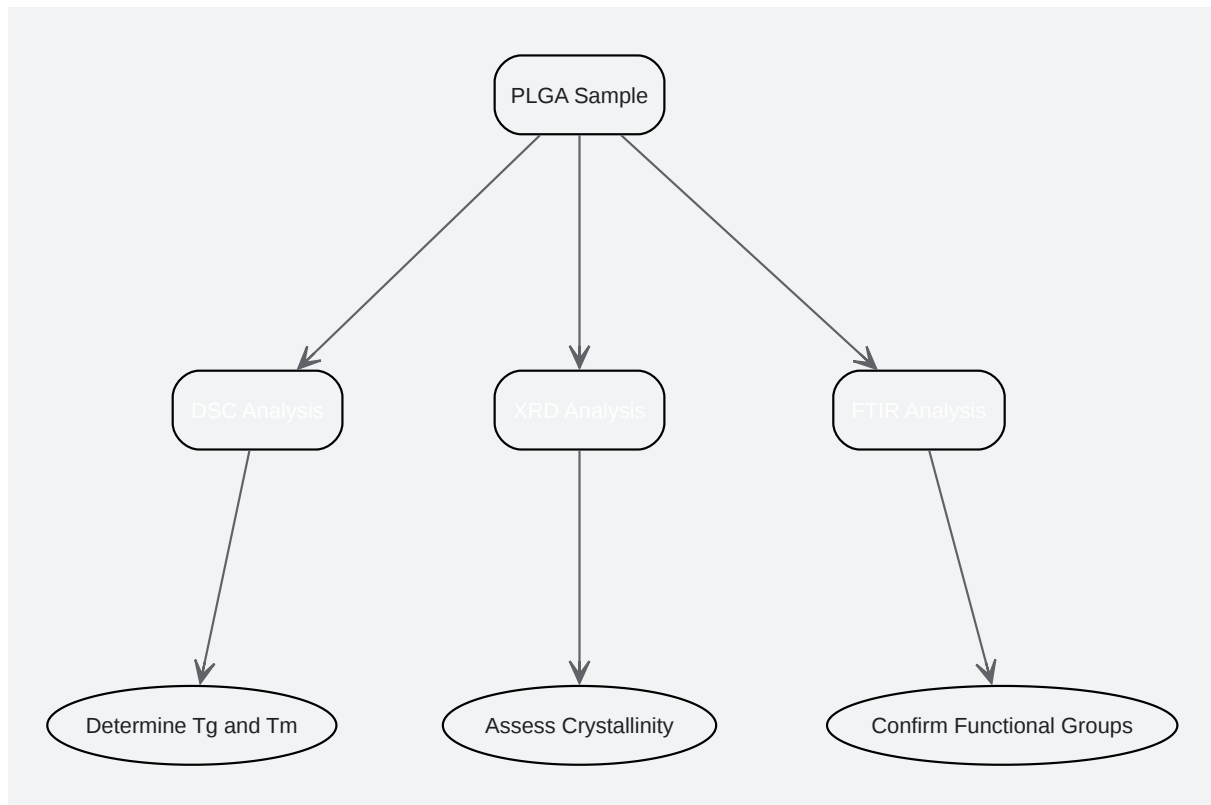 PLGA Sample
DSC Analysis
XRD Analysis
FTIR Analysis
Determine Tg and Tm
Assess Crystallinity
Confirm Functional Groups